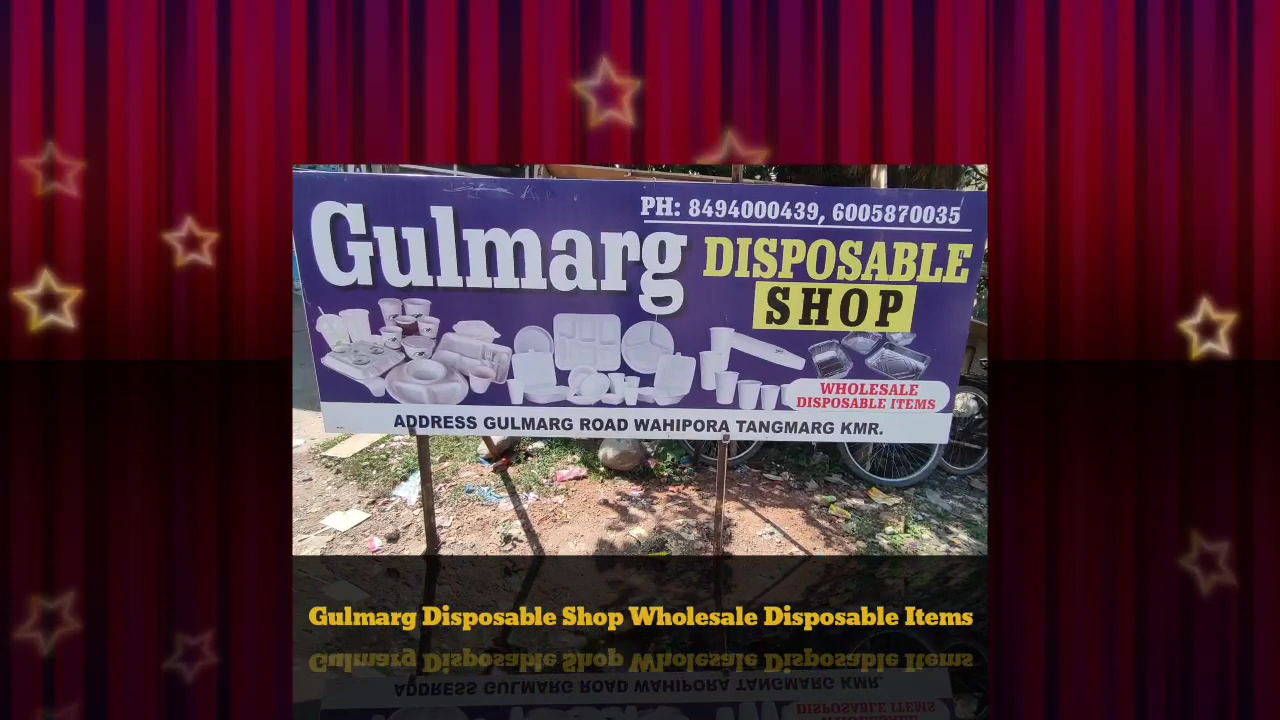 PH: 8494000439, 6005870035
Gulmarg DISPOSABLE
SHOP
WHOLESALE
DISPOSABLE ITEMS
ADDRESS GULMARG ROAD WAHIPORA TANGMARG KMR.
Gulmarg Disposable Shop Wholesale Disposable Items